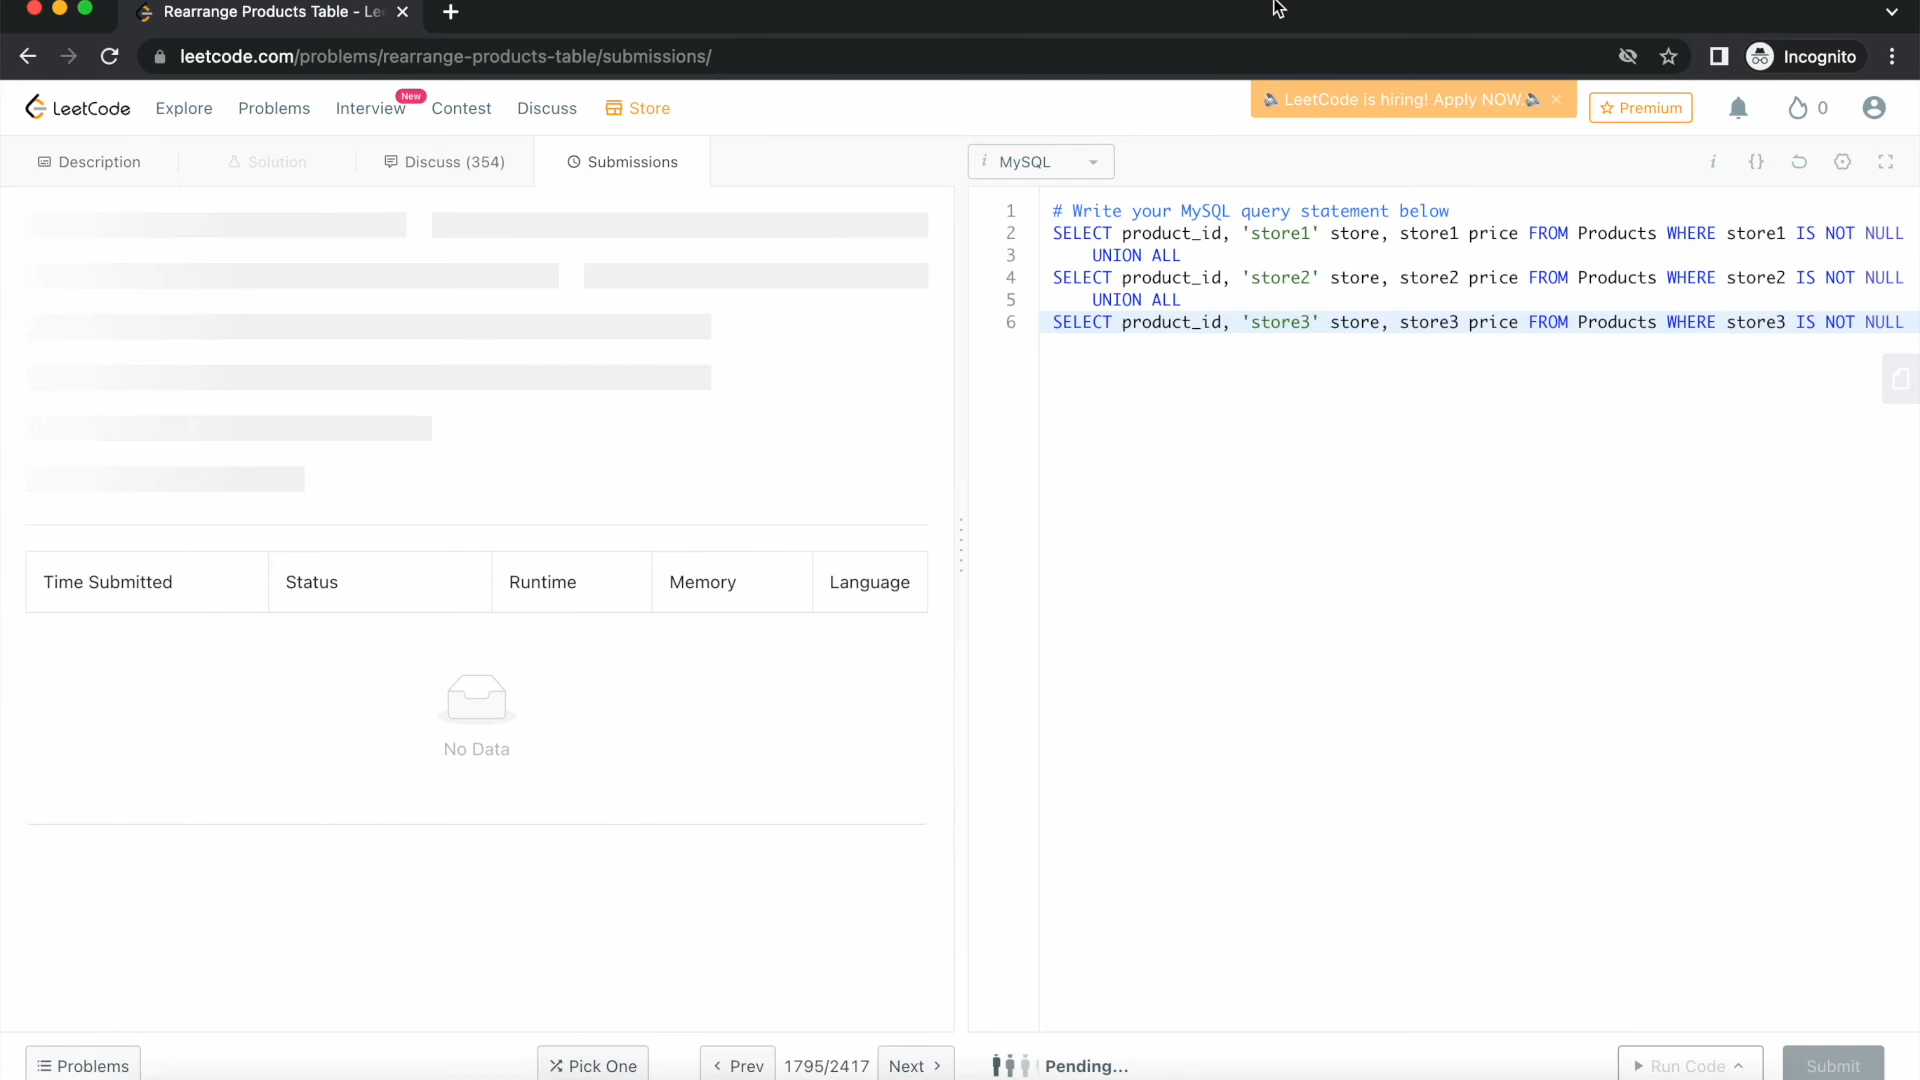 Rearrange Products Table - Le
leetcode.com/problems/rearrange-products-table/submissions/
Incognito
LeetCode
Explore
Problems
Interview
New
Contest
Discuss
Store
LeetCode is hiring! Apply NOW.
Premium
0
Description
Solution
Discuss (354)
Submissions
i MySQL
i
{}
1 # Write your MySQL query statement below
2 SELECT product_id, 'store1' store, store1 price FROM Products WHERE store1 IS NOT NULL
3 UNION ALL
4 SELECT product_id, 'store2' store, store2 price FROM Products WHERE store2 IS NOT NULL
5 UNION ALL
6 SELECT product_id, 'store3' store, store3 price FROM Products WHERE store3 IS NOT NULL
Time Submitted
Status
Runtime
Memory
Language
No Data
Problems
Pick One
Prev
1795/2417
Next
Pending...
Run Code
Submit